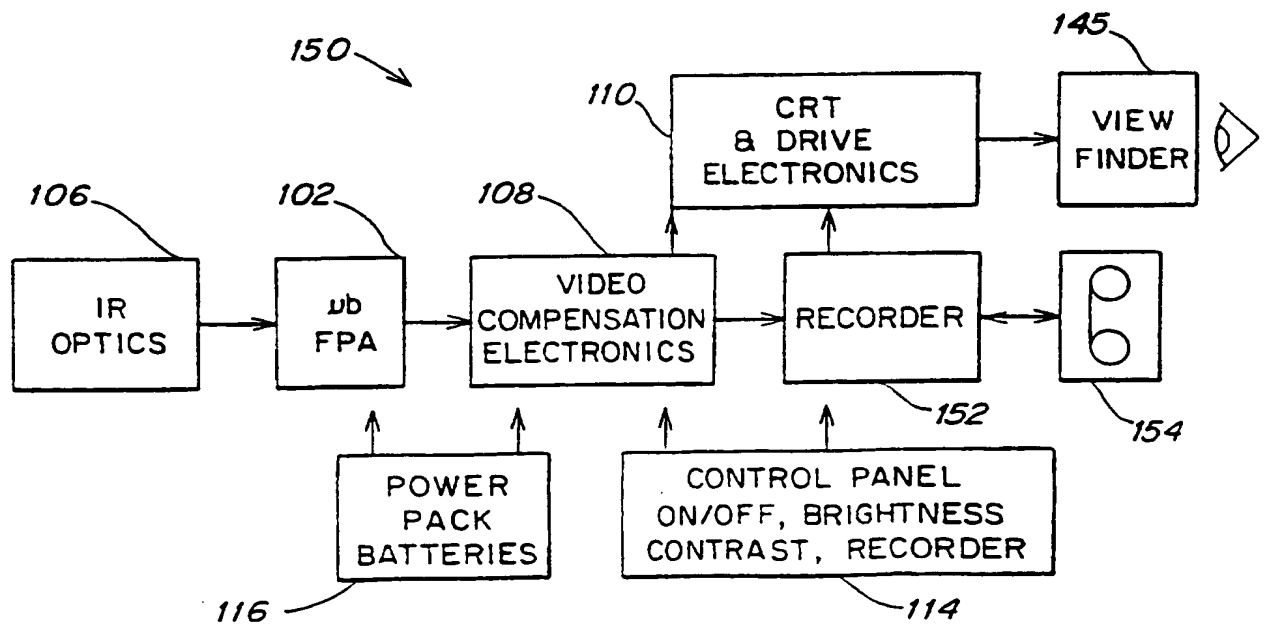 150
145
110
CRT
& DRIVE
ELECTRONICS
VIEW
FINDER
106
102
108
IR
OPTICS
μb
FPA
VIDEO
COMPENSATION
ELECTRONICS
RECORDER
152
154
POWER
PACK
BATTERIES
CONTROL PANEL
ON/OFF, BRIGHTNESS
CONTRAST, RECORDER
116
114